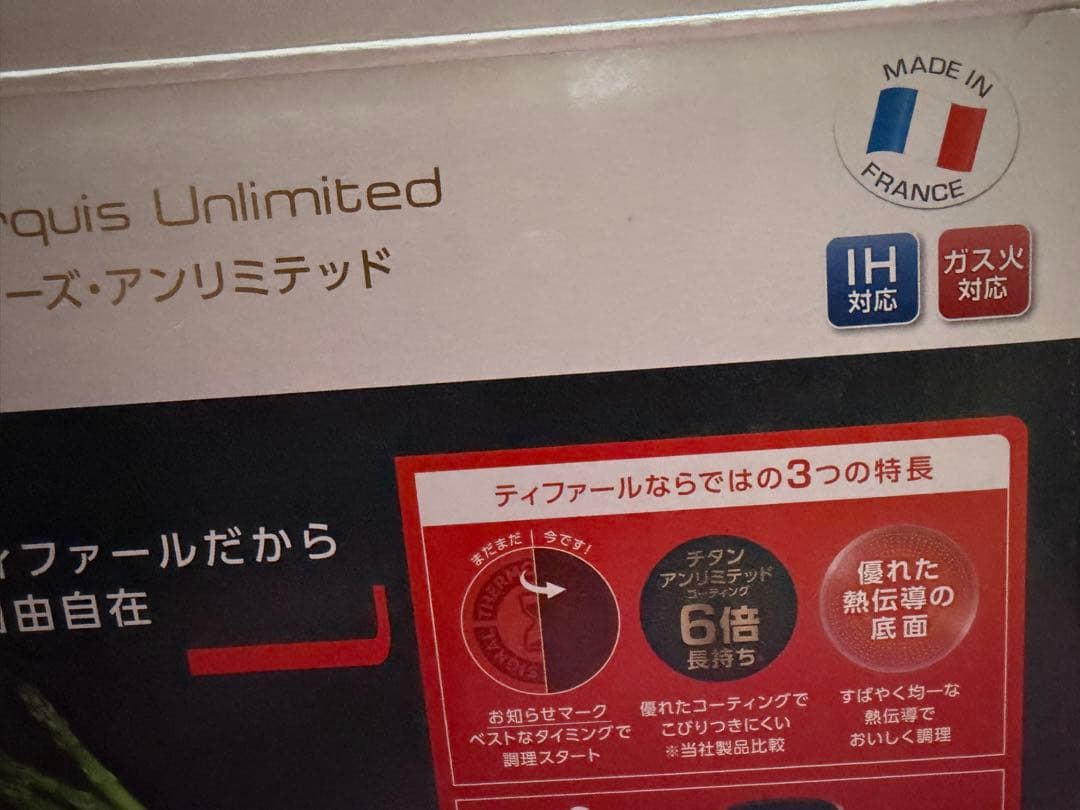 MADE IN
FRANCE
rquis Unlimited
ーズ・アンリミテッド
IH
対応
ガス火
対応
ィファールだから
由自在
ティファールならではの3つの特長
まだまだ 今です!
THERMO
SIGNAL
チタン
アンリミテッド
コーティング
6倍
長持ち※
優れた
熱伝導の
底面
お知らせマーク
ベストなタイミングで
調理スタート
優れたコーティングで
こびりつきにくい
※当社製品比較
すばやく均一な
熱伝導で
おいしく調理